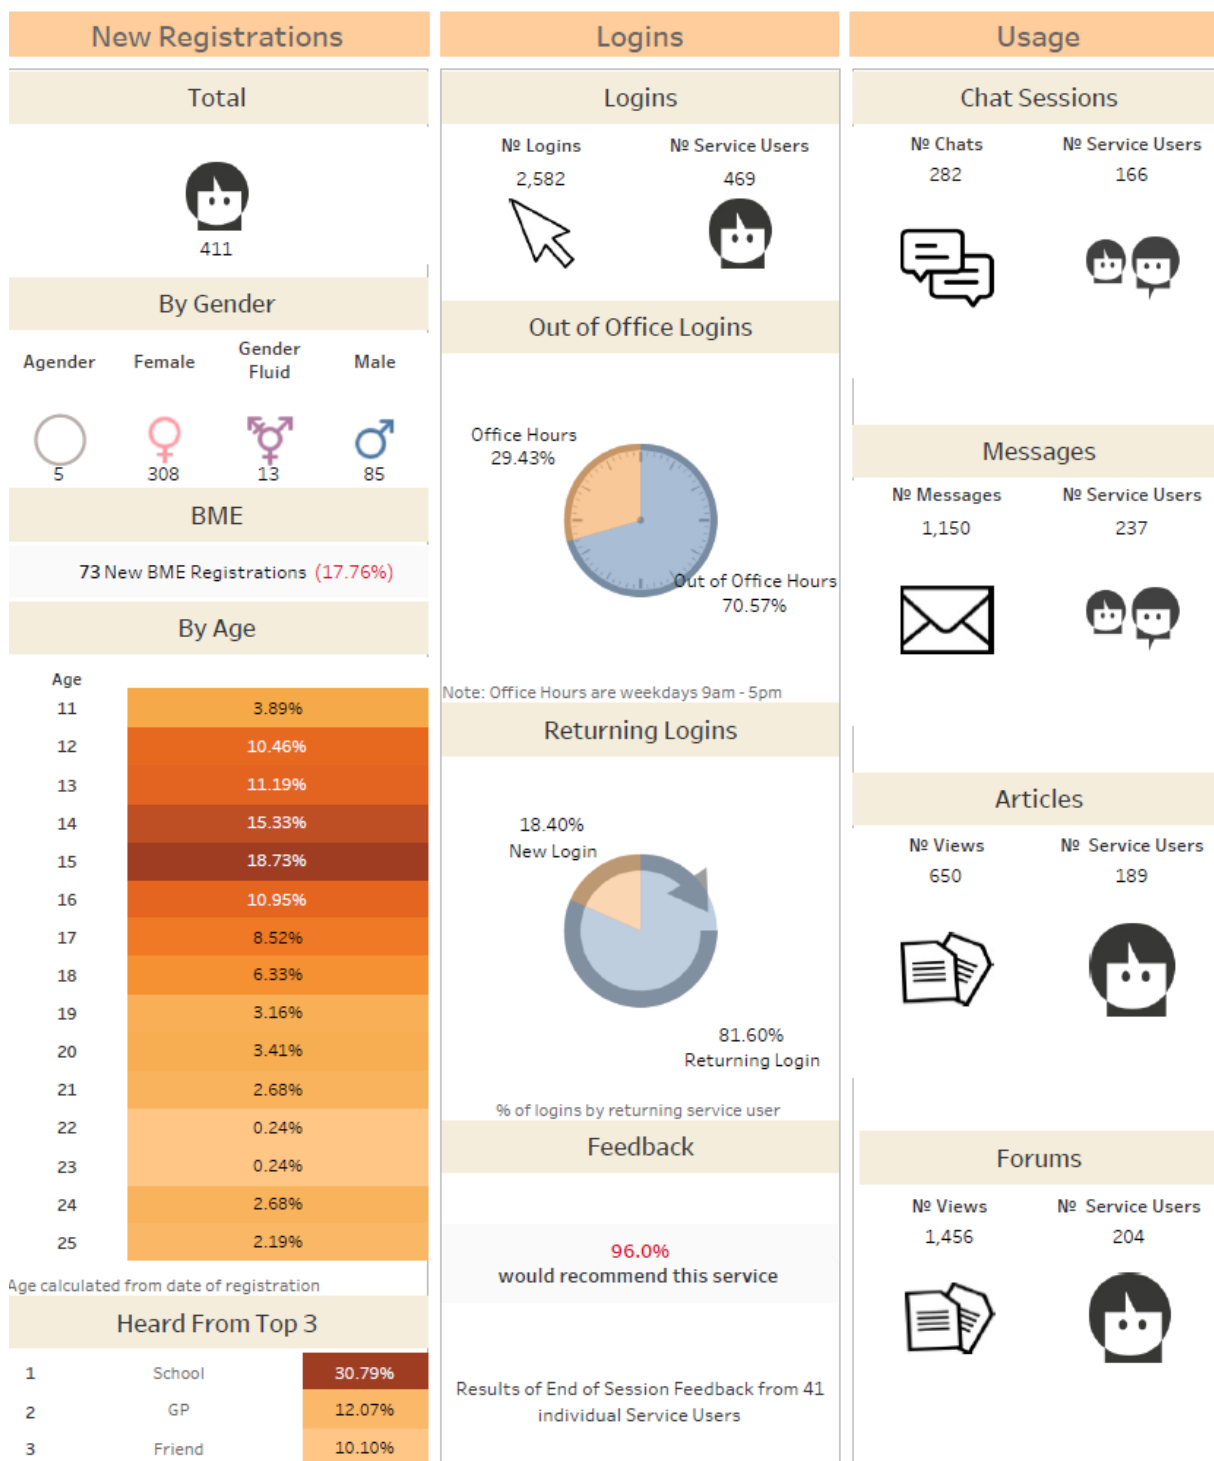 New Registrations
Total
411
By Gender
Agender Female Gender Fluid Male
5 308 13 85
BME
73 New BME Registrations (17.76%)
By Age
Age
11 3.89%
12 10.46%
13 11.19%
14 15.33%
15 18.73%
16 10.95%
17 8.52%
18 6.33%
19 3.16%
20 3.41%
21 2.68%
22 0.24%
23 0.24%
24 2.68%
25 2.19%
Age calculated from date of registration
Heard From Top 3
1 School 30.79%
2 GP 12.07%
3 Friend 10.10%
Logins
Logins
№ Logins № Service Users
2,582 469
Out of Office Logins
Office Hours
29.43%
Out of Office Hours
70.57%
Note: Office Hours are weekdays 9am - 5pm
Returning Logins
18.40%
New Login
81.60%
Returning Login
% of logins by returning service user
Feedback
96.0%
would recommend this service
Results of End of Session Feedback from 41
individual Service Users
Usage
Chat Sessions
№ Chats № Service Users
282 166
Messages
№ Messages № Service Users
1,150 237
Articles
№ Views № Service Users
650 189
Forums
№ Views № Service Users
1,456 204